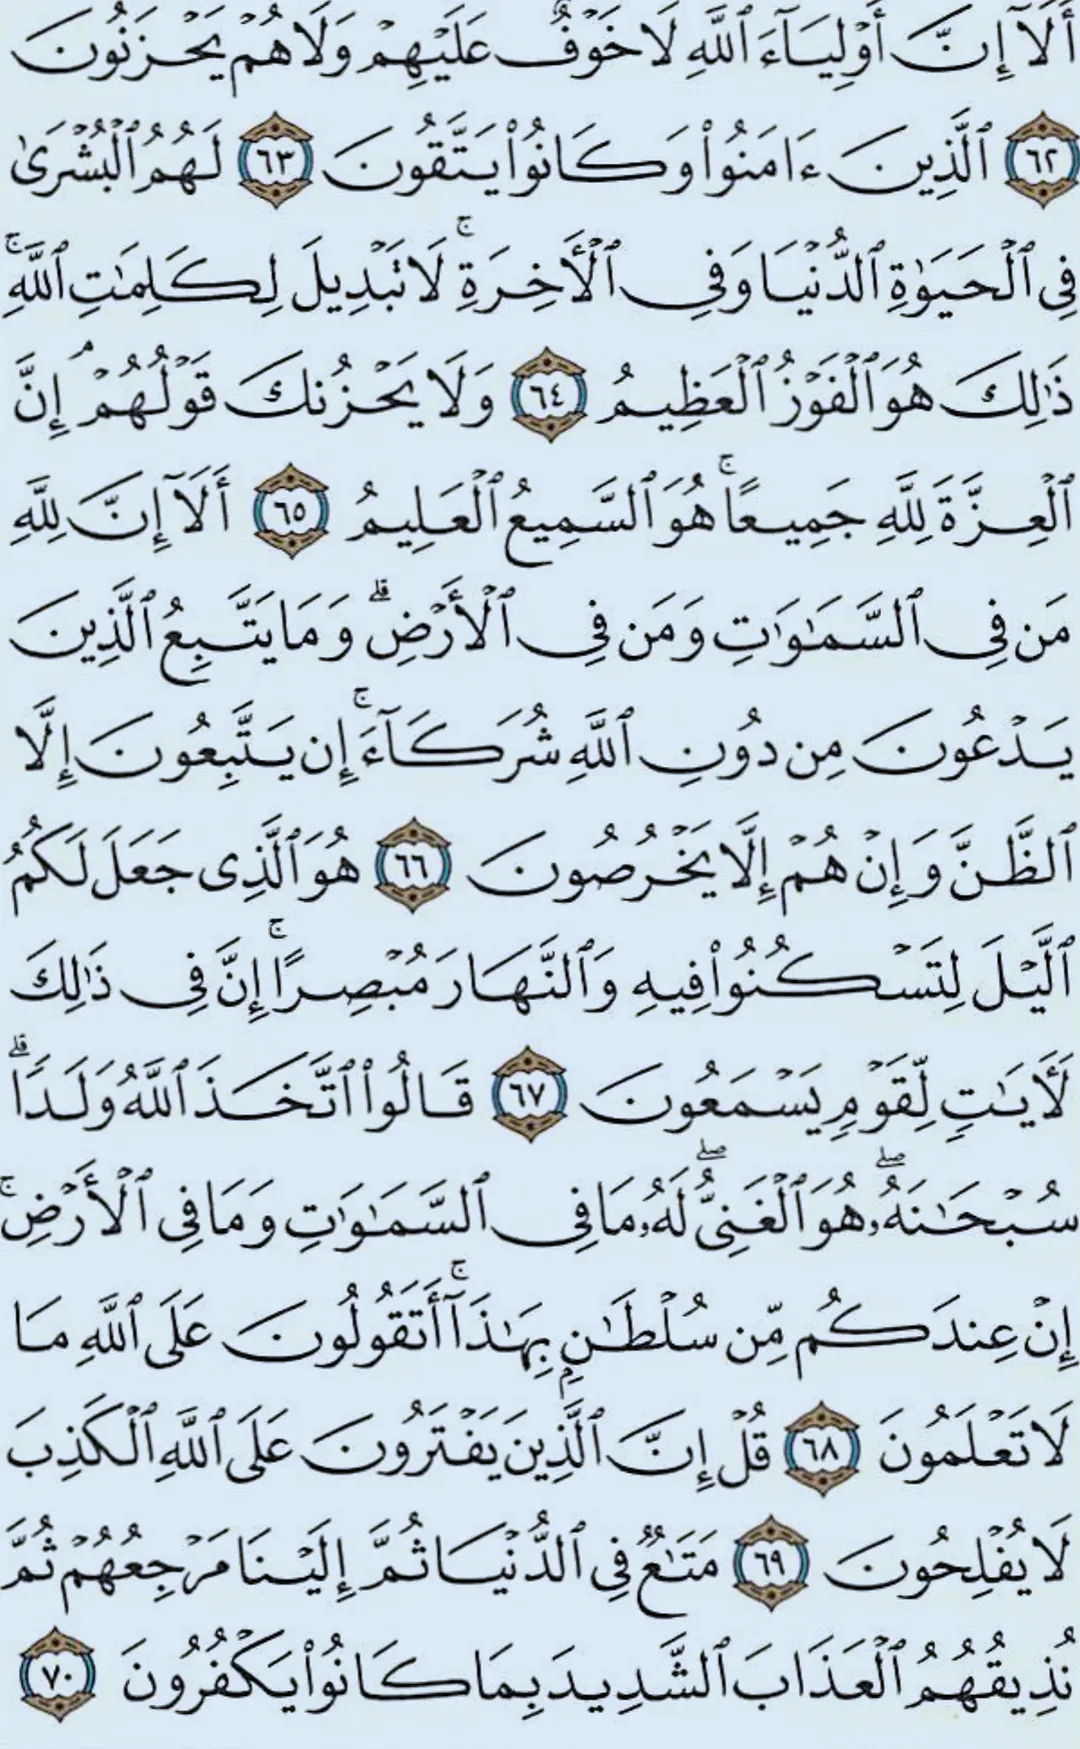 أَلَآ إِنَّ أَوْلِيَآءَ ٱللَّهِ لَا خَوْفٌ عَلَيْهِمْ وَلَا هُمْ يَحْزَنُونَ
٦٢ ٱلَّذِينَ ءَامَنُوا۟ وَكَانُوا۟ يَتَّقُونَ ٦٣ لَهُمُ ٱلْبُشْرَىٰ
فِى ٱلْحَيَوٰةِ ٱلدُّنْيَا وَفِى ٱلْأَخِرَةِ ۚ لَا تَبْدِيلَ لِكَلِمَٰتِ ٱللَّهِ ۚ
ذَٰلِكَ هُوَ ٱلْفَوْزُ ٱلْعَظِيمُ ٦٤ وَلَا يَحْزُنكَ قَوْلُهُمْ ۘ إِنَّ
ٱلْعِزَّةَ لِلَّهِ جَمِيعًا ۚ هُوَ ٱلسَّمِيعُ ٱلْعَلِيمُ ٦٥ أَلَآ إِنَّ لِلَّهِ
مَن فِى ٱلسَّمَٰوَٰتِ وَمَن فِى ٱلْأَرْضِ ۗ وَمَا يَتَّبِعُ ٱلَّذِينَ
يَدْعُونَ مِن دُونِ ٱللَّهِ شُرَكَآءَ ۚ إِن يَتَّبِعُونَ إِلَّا
ٱلظَّنَّ وَإِنْ هُمْ إِلَّا يَخْرُصُونَ ٦٦ هُوَ ٱلَّذِى جَعَلَ لَكُمُ
ٱلَّيْلَ لِتَسْكُنُوا۟ فِيهِ وَٱلنَّهَارَ مُبْصِرًا ۚ إِنَّ فِى ذَٰلِكَ
لَأَيَٰتٍ لِّقَوْمٍ يَسْمَعُونَ ٦٧ قَالُوا۟ ٱتَّخَذَ ٱللَّهُ وَلَدًا ۗ
سُبْحَٰنَهُۥ ۖ هُوَ ٱلْغَنِىُّ ۖ لَهُۥ مَا فِى ٱلسَّمَٰوَٰتِ وَمَا فِى ٱلْأَرْضِ ۚ
إِنْ عِندَكُم مِّن سُلْطَٰنٍۭ بِهَٰذَآ ۚ أَتَقُولُونَ عَلَى ٱللَّهِ مَا
لَا تَعْلَمُونَ ٦٨ قُلْ إِنَّ ٱلَّذِينَ يَفْتَرُونَ عَلَى ٱللَّهِ ٱلْكَذِبَ
لَا يُفْلِحُونَ ٦٩ مَتَٰعٌ فِى ٱلدُّنْيَا ثُمَّ إِلَيْنَا مَرْجِعُهُمْ ثُمَّ
نُذِيقُهُمُ ٱلْعَذَابَ ٱلشَّدِيدَ بِمَا كَانُوا۟ يَكْفُرُونَ ٧٠